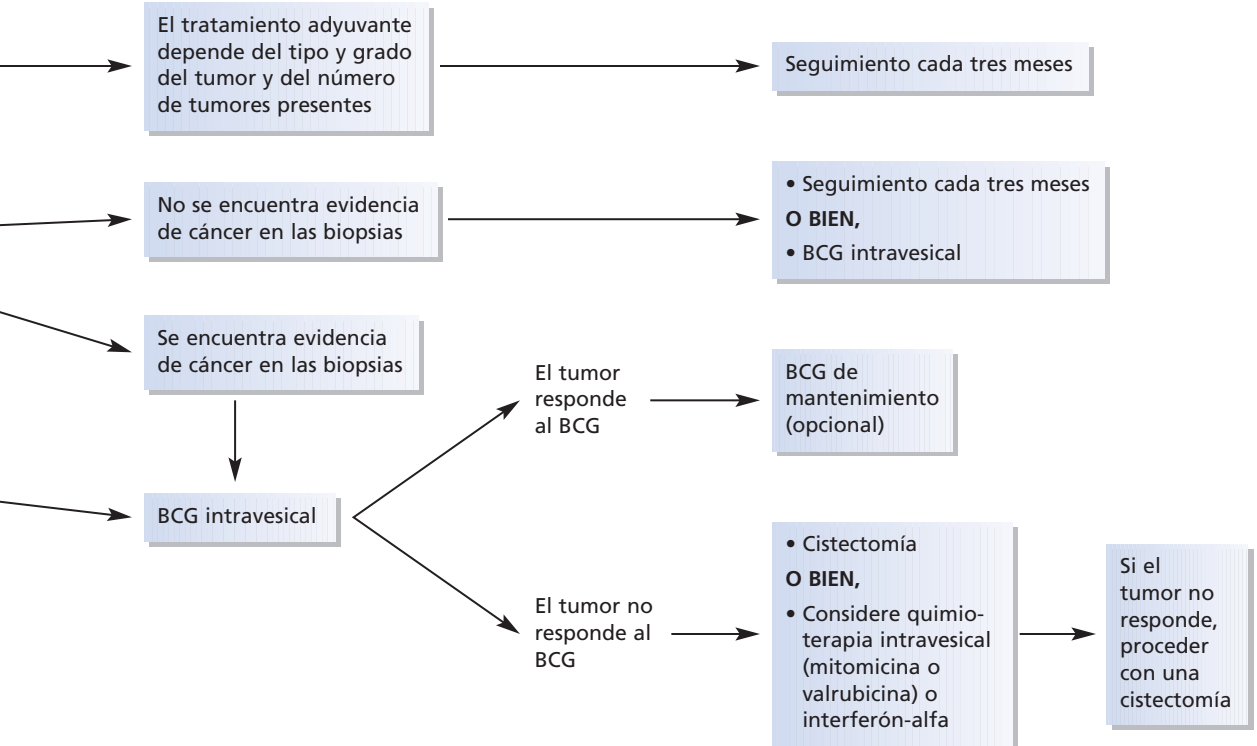 El tratamiento adyuvante
depende del tipo y grado
del tumor y del número
de tumores presentes
Seguimiento cada tres meses
No se encuentra evidencia
de cáncer en las biopsias
• Seguimiento cada tres meses
O BIEN,
• BCG intravesical
Se encuentra evidencia
de cáncer en las biopsias
El tumor
responde
al BCG
BCG de
mantenimiento
(opcional)
BCG intravesical
El tumor no
responde al
BCG
• Cistectomía
O BIEN,
• Considere quimio-
terapia intravesical
(mitomicina o
valrubicina) o
interferón-alfa
Si el
tumor no
responde,
proceder
con una
cistectomía